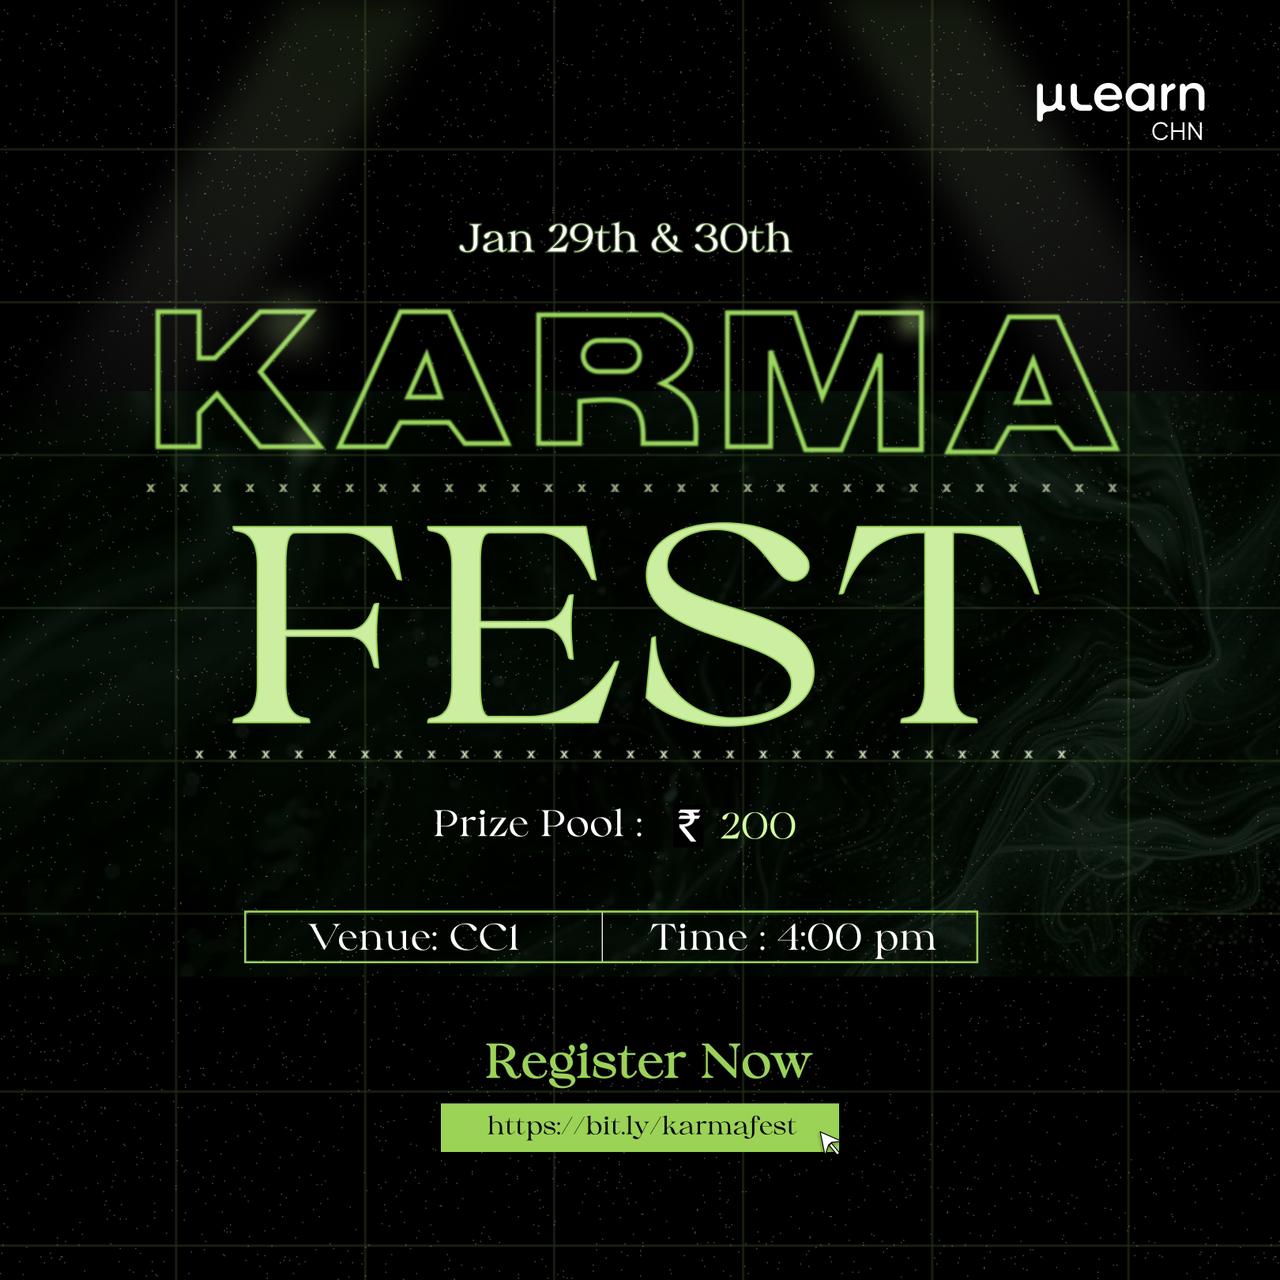 µLearn
CHN
Jan 29th & 30th
KARMA
x x x x x x x x x x x x x x x x x x x x x x x x x x x x x x
FEST
x x x x x x x x x x x x x x x x x x x x x x x x x x x
Prize Pool : ₹ 200
Venue: CC1 Time : 4:00 pm
Register Now
https://bit.ly/karmafest